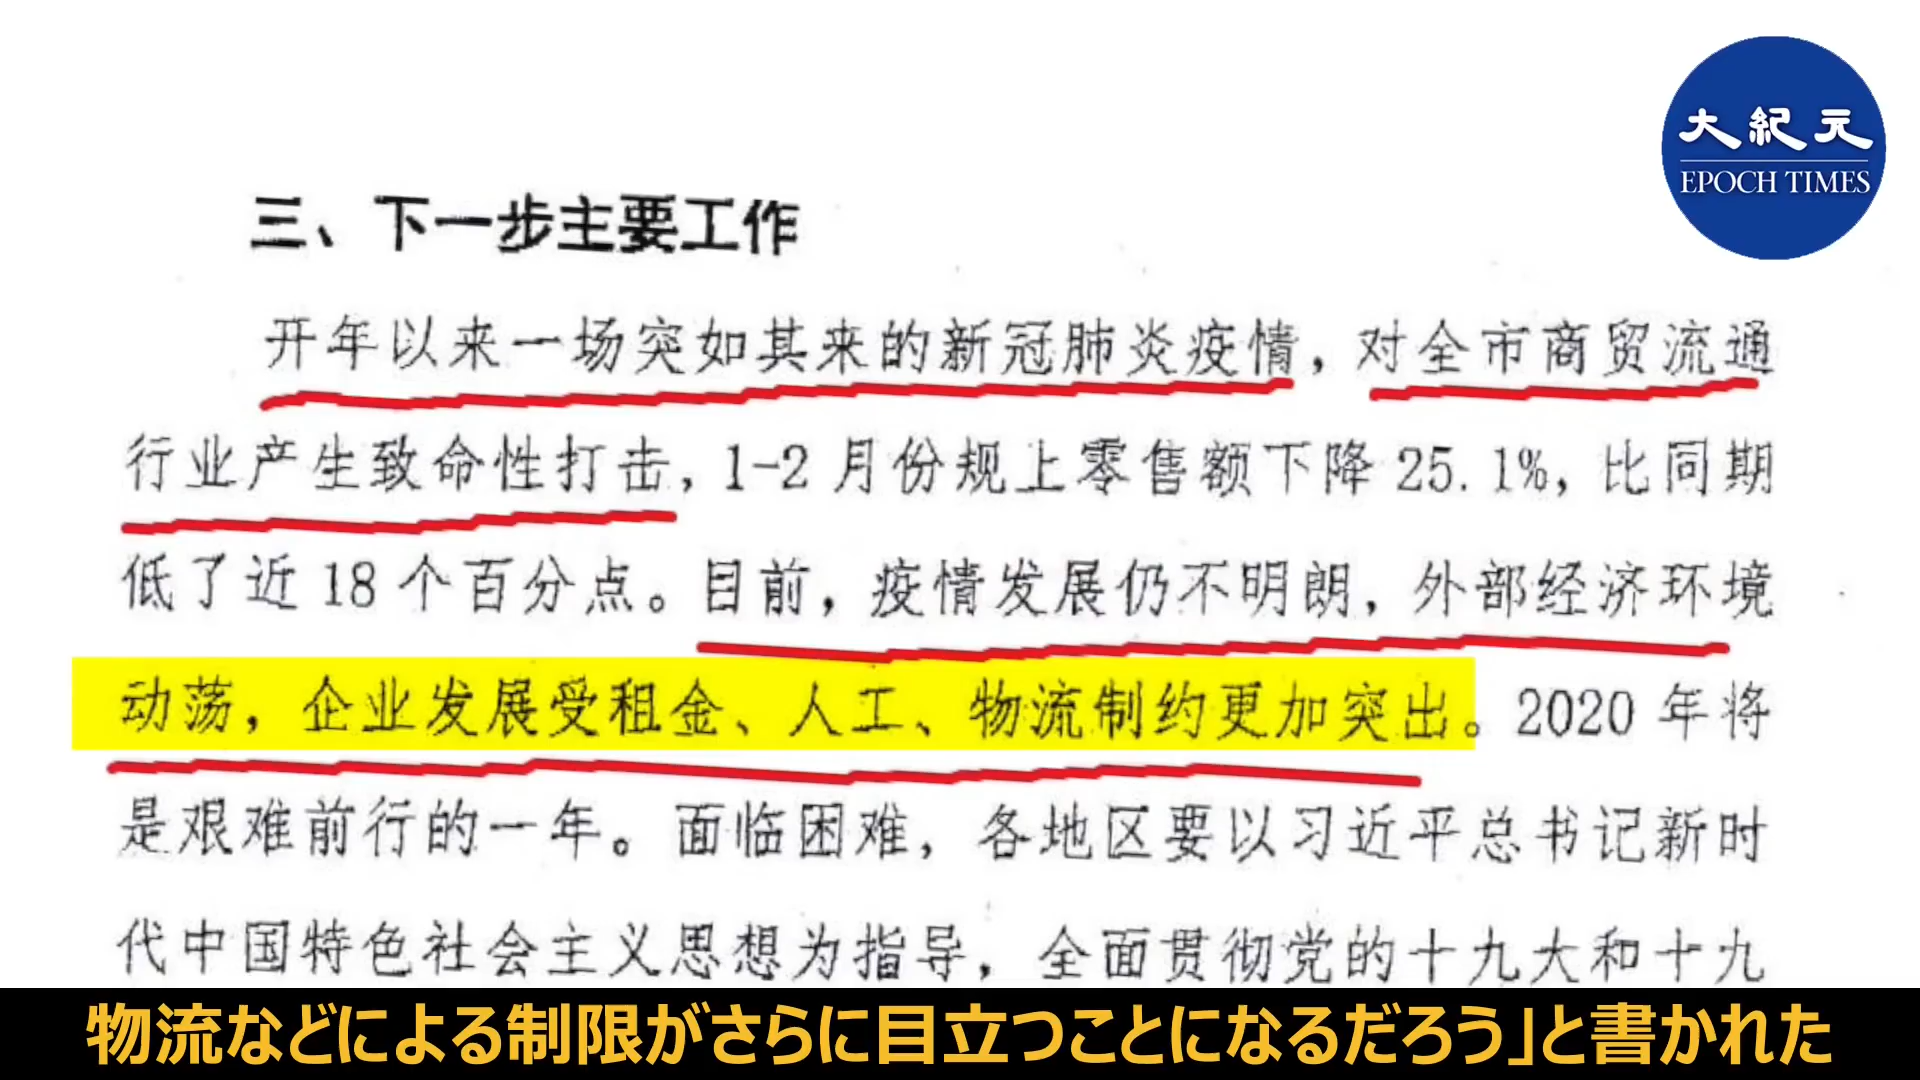 大紀元
EPOCH TIMES
三、下一步主要工作
开年以来一场突如其来的新冠肺炎疫情，对全市商贸流通
行业产生致命性打击，1-2月份规上零售额下降25.1%，比同期
低了近18个百分点。目前，疫情发展仍不明朗，外部经济环境
动荡，企业发展受租金、人工、物流制约更加突出。2020年将
是艰难前行的一年。面临困难，各地区要以习近平总书记新时
代中国特色社会主义思想为指导，全面贯彻党的十九大和十九
物流などによる制限がさらに目立つことになるだろう」と書かれた